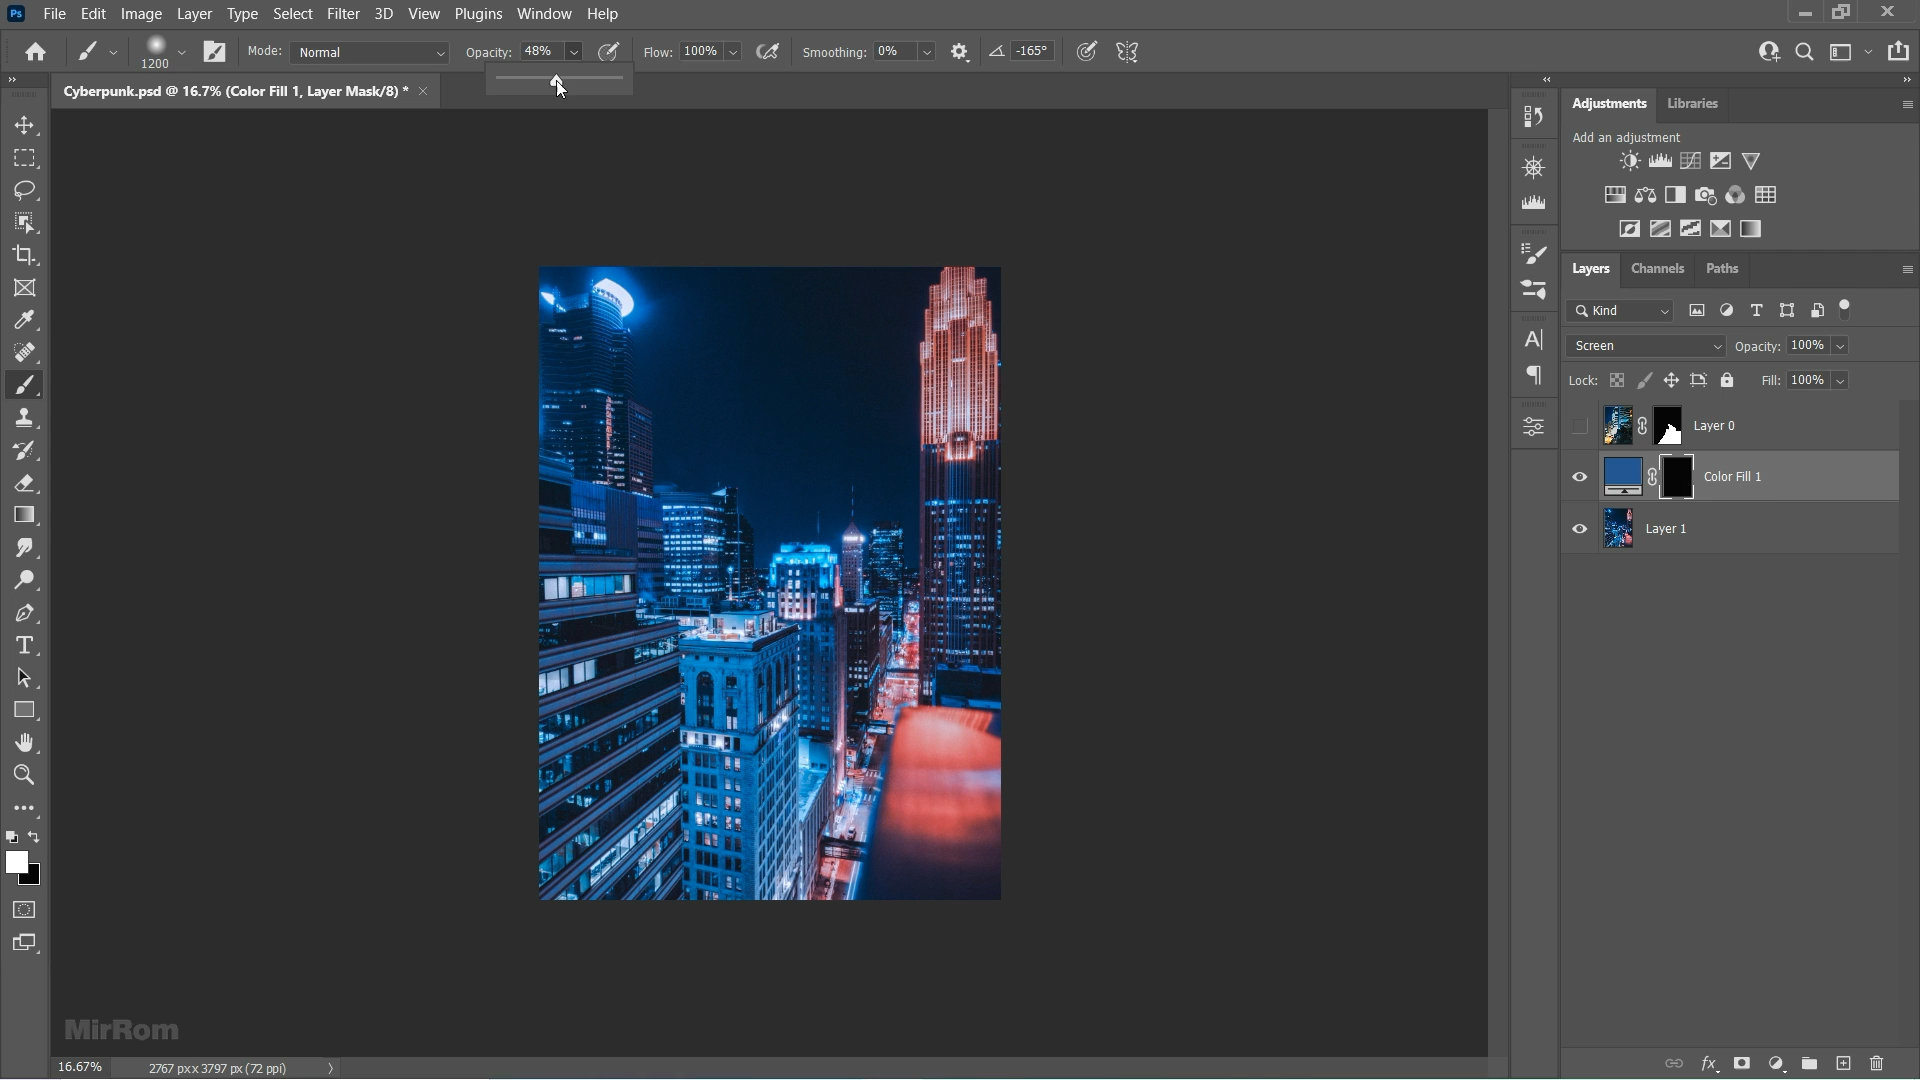 Ps File Edit Image Layer Type Select Filter 3D View Plugins Window Help
1200 Mode: Normal Opacity: 48% Flow: 100% Smoothing: 0% -165°
Cyberpunk.psd @ 16.7% (Color Fill 1, Layer Mask/8) *
Adjustments Libraries
Add an adjustment
Layers Channels Paths
Kind
Screen Opacity: 100%
Lock: Fill: 100%
Layer 0
Color Fill 1
Layer 1
MirRom
16.67% 2767 px x 3797 px (72 ppi)